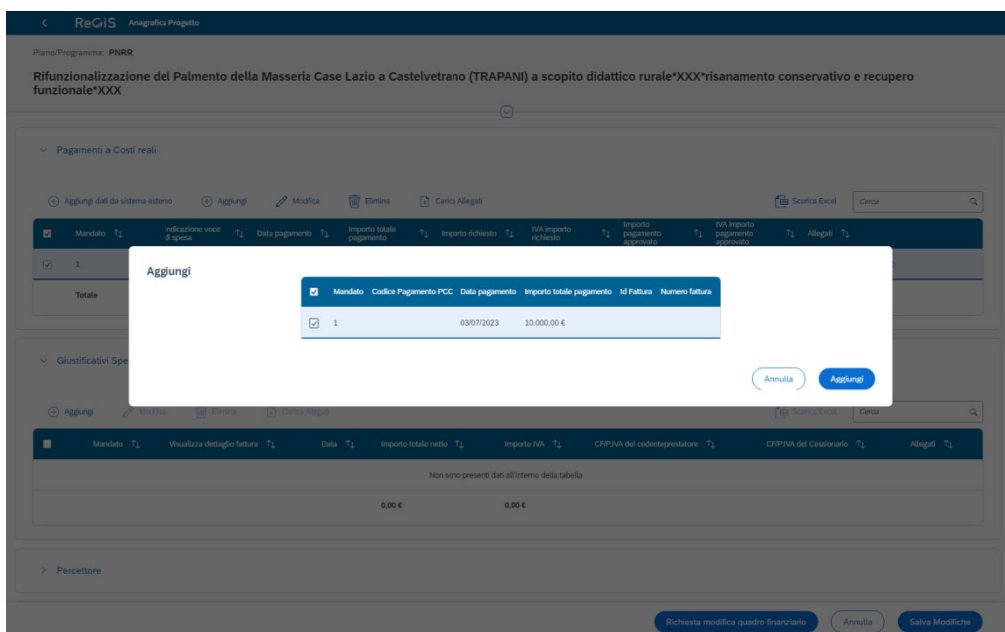 ReGiS Anagrafica Progetto
Piano/Programma: PNRR
Rifunzionalizzazione del Palmento della Masseria Case Lazio a Castelvetrano (TRAPANI) a scopito didattico rurale*XXX*risanamento conservativo e recupero
funzionale*XXX
Pagamenti a Costi reali
Aggiungi dati da sistema esterno Aggiungi Modifica Elimina Carica Allegati Scarica Excel Cerca
Mandato Indicazione voce di spesa Data pagamento Importo totale pagamento Importo richiesto IVA importo richiesto Importo pagamento approvato IVA importo pagamento approvato Allegati
1
Totale
Aggiungi
Mandato Codice Pagamento PCC Data pagamento Importo totale pagamento Id Fattura Numero fattura
1 03/07/2023 10.000,00 €
Annulla Aggiungi
Giustificativi Spe
Aggiungi Modifica Elimina Carica Allegati Scarica Excel Cerca
Mandato Visualizza dettaglio fattura Data Importo totale netto Importo IVA CF/P.IVA del cedenteprestatore CF/P.IVA del Cessionario Allegati
Non sono presenti dati all'interno della tabella
0,00 € 0,00 €
Percettore
Richiesta modifica quadro finanziario Annulla Salva Modifiche